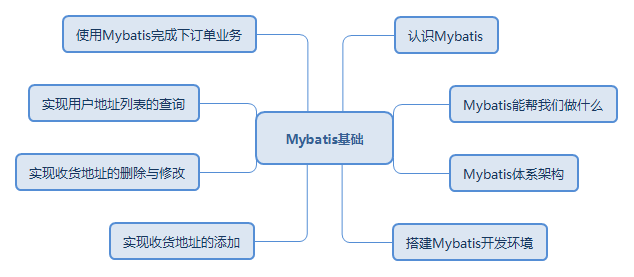 使用Mybatis完成下订单业务
认识Mybatis
实现用户地址列表的查询
Mybatis能帮我们做什么
Mybatis基础
实现收货地址的删除与修改
Mybatis体系架构
实现收货地址的添加
搭建Mybatis开发环境